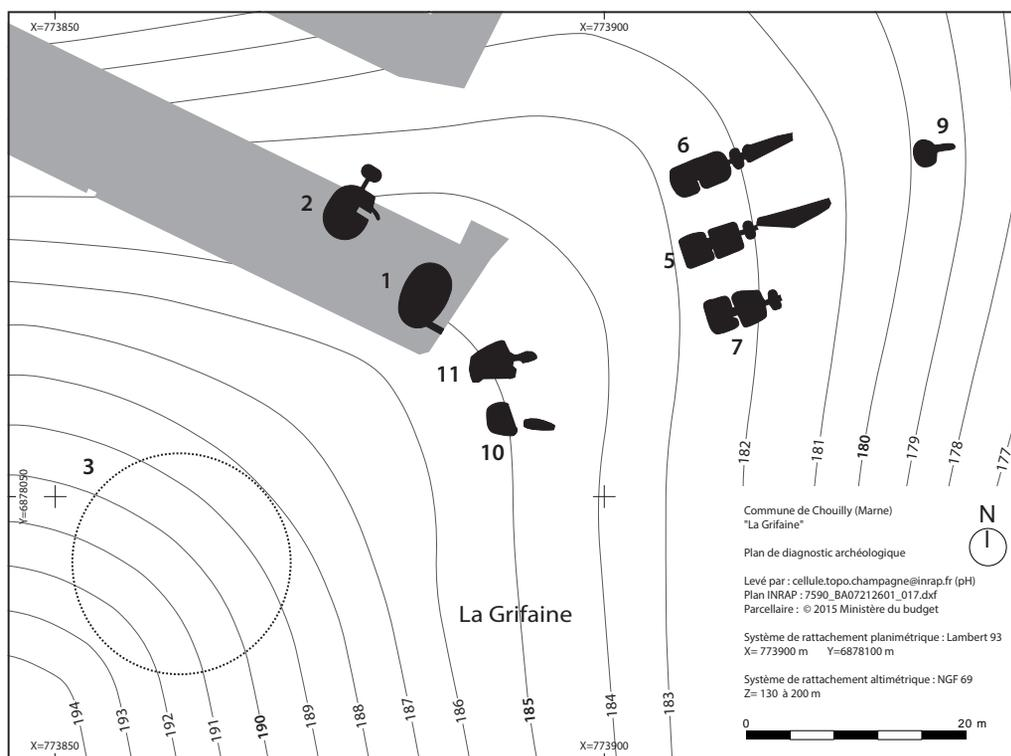 X=773850
X=773900
9
6
2
5
1
7
11
10
3
Y=6878050
182
181
180
179
178
177
Commune de Chouilly (Marne)
"La Grifaine"
N
Plan de diagnostic archéologique
Levé par : cellule.topo.champagne@inrap.fr (pH)
Plan INRAP : 7590_BA07212601_017.dxf
Parcellaire : © 2015 Ministère du budget
La Grifaine
Système de rattachement planimétrique : Lambert 93
X= 773900 m Y=6878100 m
Système de rattachement altimétrique : NGF 69
Z= 130 à 200 m
194
193
192
191
190
189
188
187
186
185
184
183
0 20 m
X=773850
X=773900